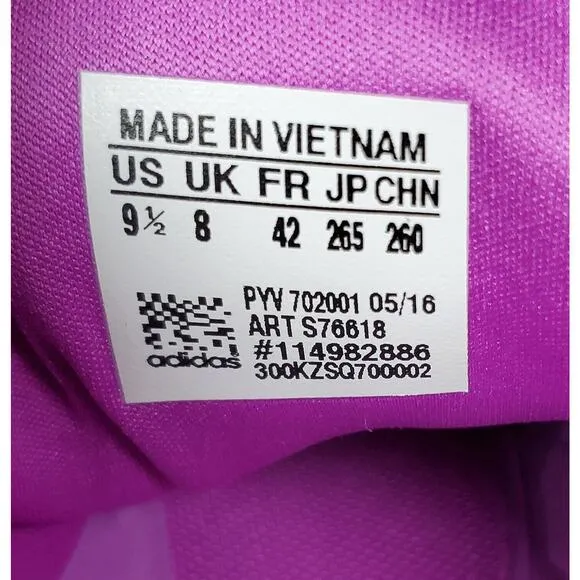 MADE IN VIETNAM
US UK FR JP CHN
9½ 8 42 265 260
PYV 702001 05/16
ART S76618
#114982886
300KZSQ700002
adidas